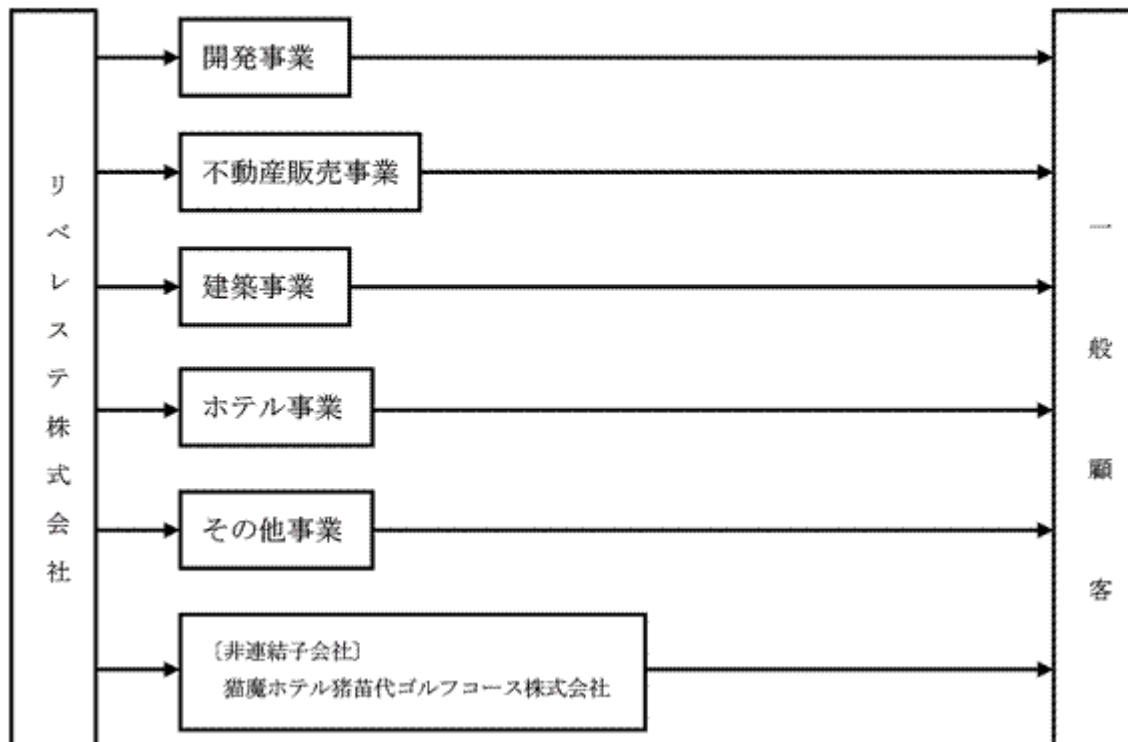 リベレステ株式会社
開発事業
不動産販売事業
建築事業
ホテル事業
その他事業
〔非連結子会社〕
猫魔ホテル猪苗代ゴルフコース株式会社
一般顧客